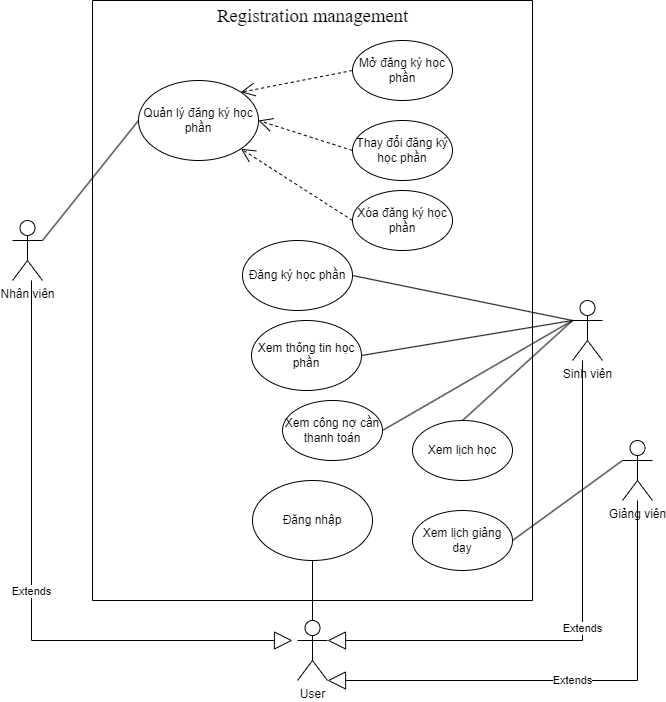 Registration management
Mở đăng ký học
phần
Quản lý đăng ký học
phần
Thay đổi đăng ký
học phần
Xóa đăng ký học
phần
Nhân viên
Đăng ký học phần
Xem thông tin học
phần
Sinh viên
Xem công nợ cần
thanh toán
Xem lịch học
Giảng viên
Đăng nhập
Xem lịch giảng
dạy
Extends
Extends
Extends
User